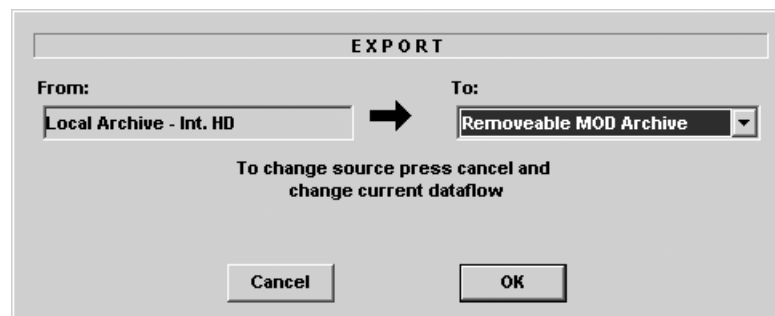 EXPORT
From:
To:
Local Archive - Int. HD
Removeable MOD Archive
To change source press cancel and
change current dataflow
Cancel
OK